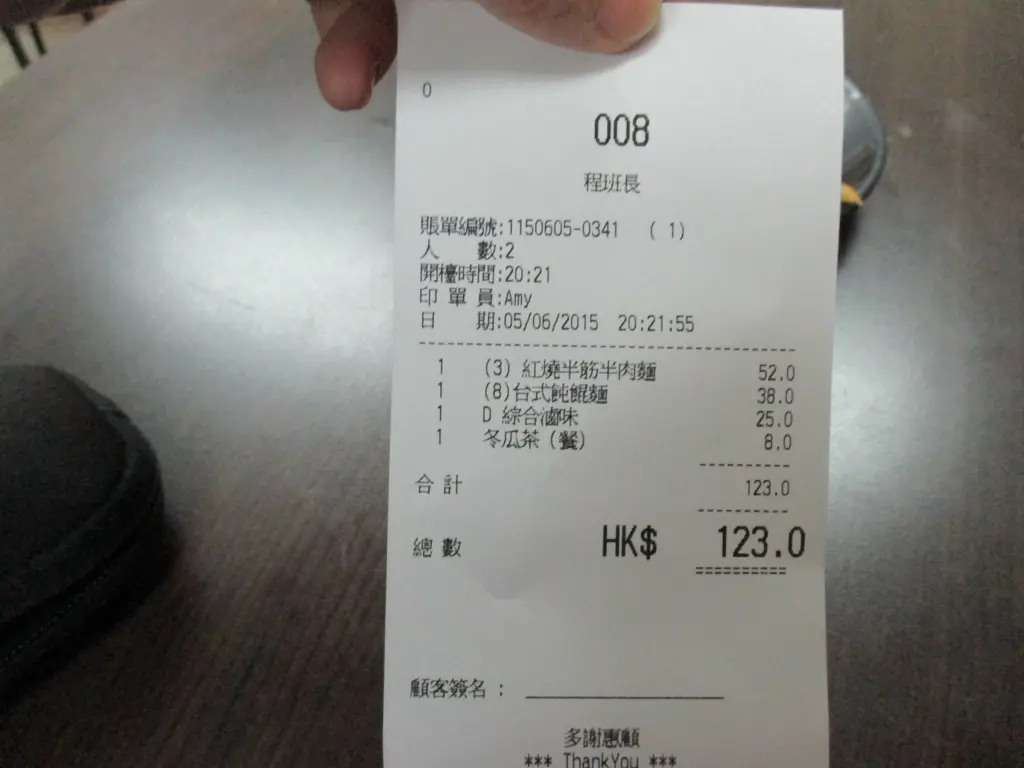 0
008
程班長
賬單編號:1150605-0341 ( 1)
人 數:2
開檯時間:20:21
印 單 員:Amy
日 期:05/06/2015 20:21:55
1 (3) 紅燒半筋半肉麵 52.0
1 (8)台式飩餛麵 38.0
1 D 綜合滷味 25.0
1 冬瓜茶(餐) 8.0
合 計 123.0
總 數 HK$ 123.0
顧客簽名 :
多謝惠顧
*** ThankYou ***